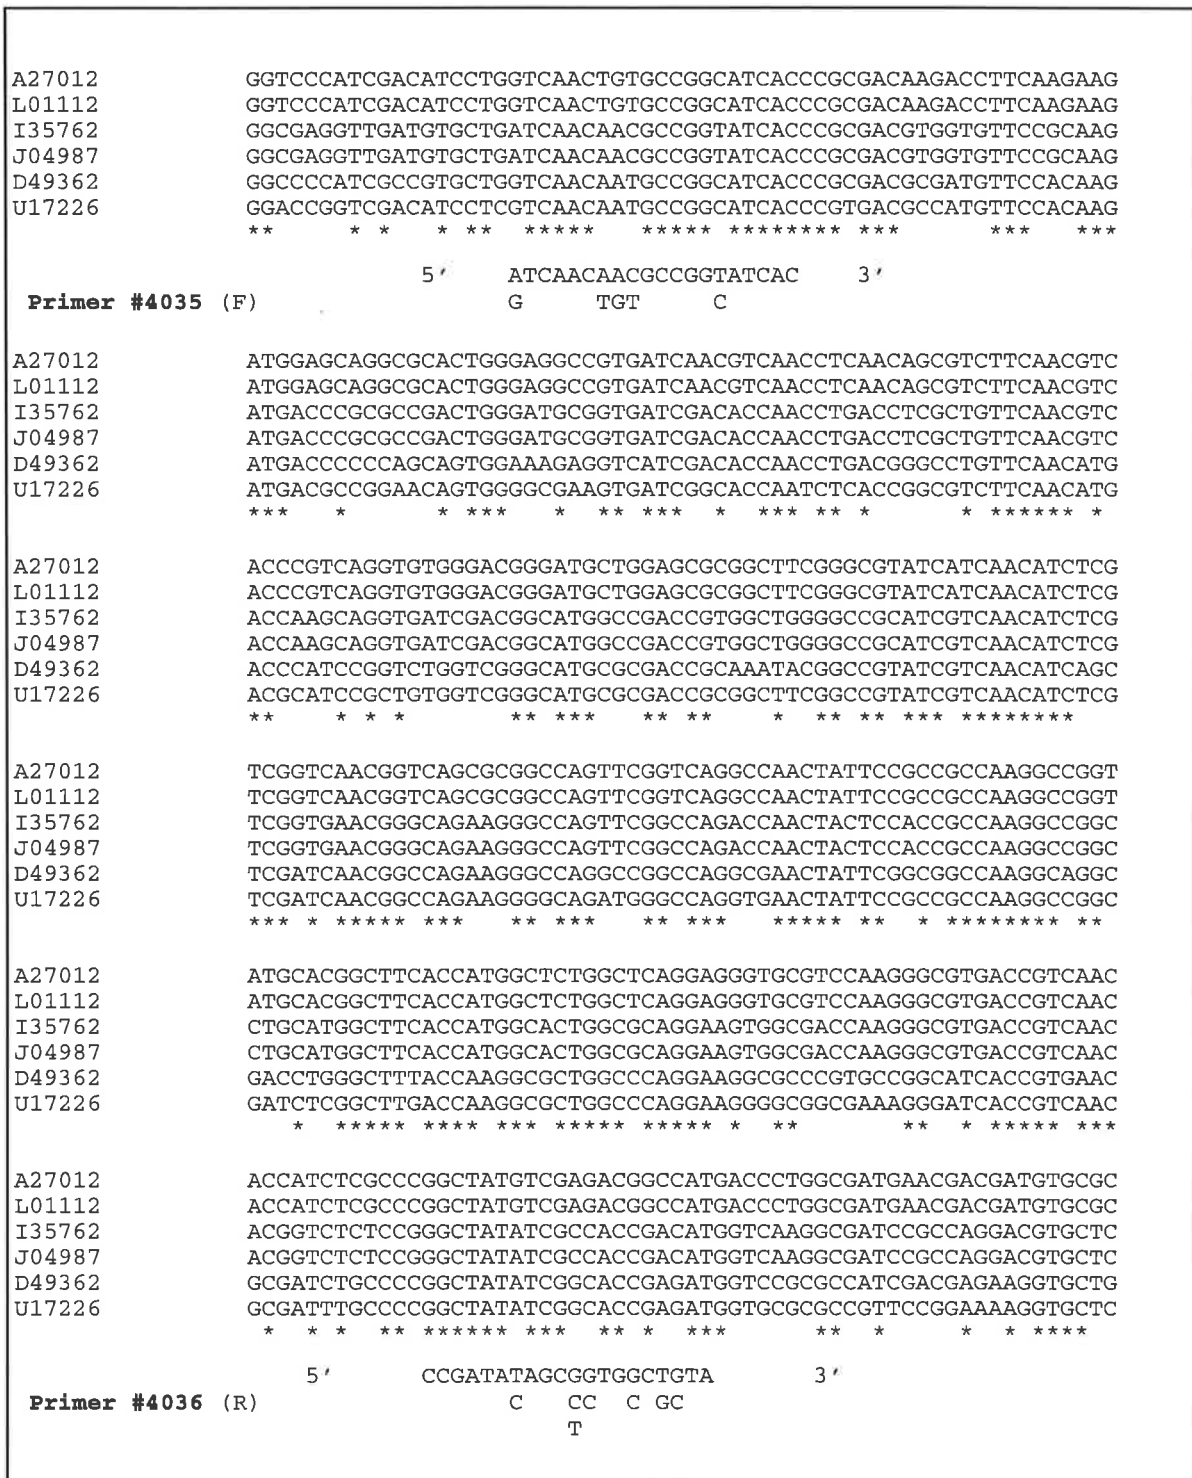 A27012 GGTCCCATCGACATCCTGGTCAACTGTGCCGGCATCACCCGCGACAAGACCTTCAAGAAG
L01112 GGTCCCATCGACATCCTGGTCAACTGTGCCGGCATCACCCGCGACAAGACCTTCAAGAAG
I35762 GGCGAGGTTGATGTGCTGATCAACAACGCCGGTATCACCCGCGACGTGGTGTTCCGCAAG
J04987 GGCGAGGTTGATGTGCTGATCAACAACGCCGGTATCACCCGCGACGTGGTGTTCCGCAAG
D49362 GGCCCCATCGCCGTGCTGGTCAACAATGCCGGCATCACCCGCGACGCGATGTTCCACAAG
U17226 GGACCGGTCGACATCCTCGTCAACAATGCCGGCATCACCCGTGACGCCATGTTCCACAAG
** * * * ** ***** ***** ******** *** *** ***
5' ATCAACAACGCCGGTATCAC 3'
Primer #4035 (F) G TGT C
A27012 ATGGAGCAGGCGCACTGGGAGGCCGTGATCAACGTCAACCTCAACAGCGTCTTCAACGTC
L01112 ATGGAGCAGGCGCACTGGGAGGCCGTGATCAACGTCAACCTCAACAGCGTCTTCAACGTC
I35762 ATGACCCGCGCCGACTGGGATGCGGTGATCGACACCAACCTGACCTCGCTGTTCAACGTC
J04987 ATGACCCGCGCCGACTGGGATGCGGTGATCGACACCAACCTGACCTCGCTGTTCAACGTC
D49362 ATGACCCCCCAGCAGTGGAAAGAGGTCATCGACACCAACCTGACGGGCCTGTTCAACATG
U17226 ATGACGCCGGAACAGTGGGGCGAAGTGATCGGCACCAATCTCACCGGCGTCTTCAACATG
*** * * *** * ** *** * *** ** * * ****** *
A27012 ACCCGTCAGGTGTGGGACGGGATGCTGGAGCGCGGCTTCGGGCGTATCATCAACATCTCG
L01112 ACCCGTCAGGTGTGGGACGGGATGCTGGAGCGCGGCTTCGGGCGTATCATCAACATCTCG
I35762 ACCAAGCAGGTGATCGACGGCATGGCCGACCGTGGCTGGGGCCGCATCGTCAACATCTCG
J04987 ACCAAGCAGGTGATCGACGGCATGGCCGACCGTGGCTGGGGCCGCATCGTCAACATCTCG
D49362 ACCCATCCGGTCTGGTCGGGCATGCGCGACCGCAAATACGGCCGTATCGTCAACATCAGC
U17226 ACGCATCCGCTGTGGTCGGGCATGCGCGACCGCGGCTTCGGCCGTATCGTCAACATCTCG
** * * * ** *** ** ** * ** ** *** ********
A27012 TCGGTCAACGGTCAGCGCGGCCAGTTCGGTCAGGCCAACTATTCCGCCGCCAAGGCCGGT
L01112 TCGGTCAACGGTCAGCGCGGCCAGTTCGGTCAGGCCAACTATTCCGCCGCCAAGGCCGGT
I35762 TCGGTGAACGGGCAGAAGGGCCAGTTCGGCCAGACCAACTACTCCACCGCCAAGGCCGGC
J04987 TCGGTGAACGGGCAGAAGGGCCAGTTCGGCCAGACCAACTACTCCACCGCCAAGGCCGGC
D49362 TCGATCAACGGCCAGAAGGGCCAGGCCGGCCAGGCGAACTATTCGGCGGCCAAGGCAGGC
U17226 TCGATCAACGGCCAGAAGGGGCAGATGGGCCAGGTGAACTATTCCGCCGCCAAGGCCGGC
*** * ***** *** ** *** ** *** ***** ** * ******** **
A27012 ATGCACGGCTTCACCATGGCTCTGGCTCAGGAGGGTGCGTCCAAGGGCGTGACCGTCAAC
L01112 ATGCACGGCTTCACCATGGCTCTGGCTCAGGAGGGTGCGTCCAAGGGCGTGACCGTCAAC
I35762 CTGCATGGCTTCACCATGGCACTGGCGCAGGAAGTGGCGACCAAGGGCGTGACCGTCAAC
J04987 CTGCATGGCTTCACCATGGCACTGGCGCAGGAAGTGGCGACCAAGGGCGTGACCGTCAAC
D49362 GACCTGGGCTTTACCAAGGCGCTGGCCCAGGAAGGCGCCCGTGCCGGCATCACCGTGAAC
U17226 GATCTCGGCTTGACCAAGGCGCTGGCCCAGGAAGGGGCGGCGAAAGGGATCACCGTCAAC
* ***** **** *** ***** ***** * ** ** * ***** ***
A27012 ACCATCTCGCCCGGCTATGTCGAGACGGCCATGACCCTGGCGATGAACGACGATGTGCGC
L01112 ACCATCTCGCCCGGCTATGTCGAGACGGCCATGACCCTGGCGATGAACGACGATGTGCGC
I35762 ACGGTCTCTCCGGGCTATATCGCCACCGACATGGTCAAGGCGATCCGCCAGGACGTGCTC
J04987 ACGGTCTCTCCGGGCTATATCGCCACCGACATGGTCAAGGCGATCCGCCAGGACGTGCTC
D49362 GCGATCTGCCCCGGCTATATCGGCACCGAGATGGTCCGCGCCATCGACGAGAAGGTGCTG
U17226 GCGATTTGCCCCGGCTATATCGGCACCGAGATGGTGCGCGCCGTTCCGGAAAAGGTGCTC
* * * ** ****** *** ** * *** ** * * * ****
5' CCGATATAGCGGTGGCTGTA 3'
Primer #4036 (R) C CC C GC
T